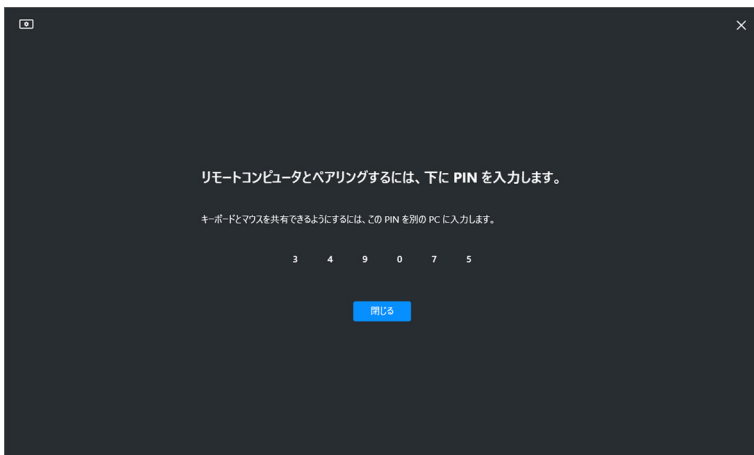 リモートコンピュータとペアリングするには、下に PIN を入力します。
キーボードとマウスを共有できるようにするには、この PIN を別の PC に入力します。
3 4 9 0 7 5
閉じる